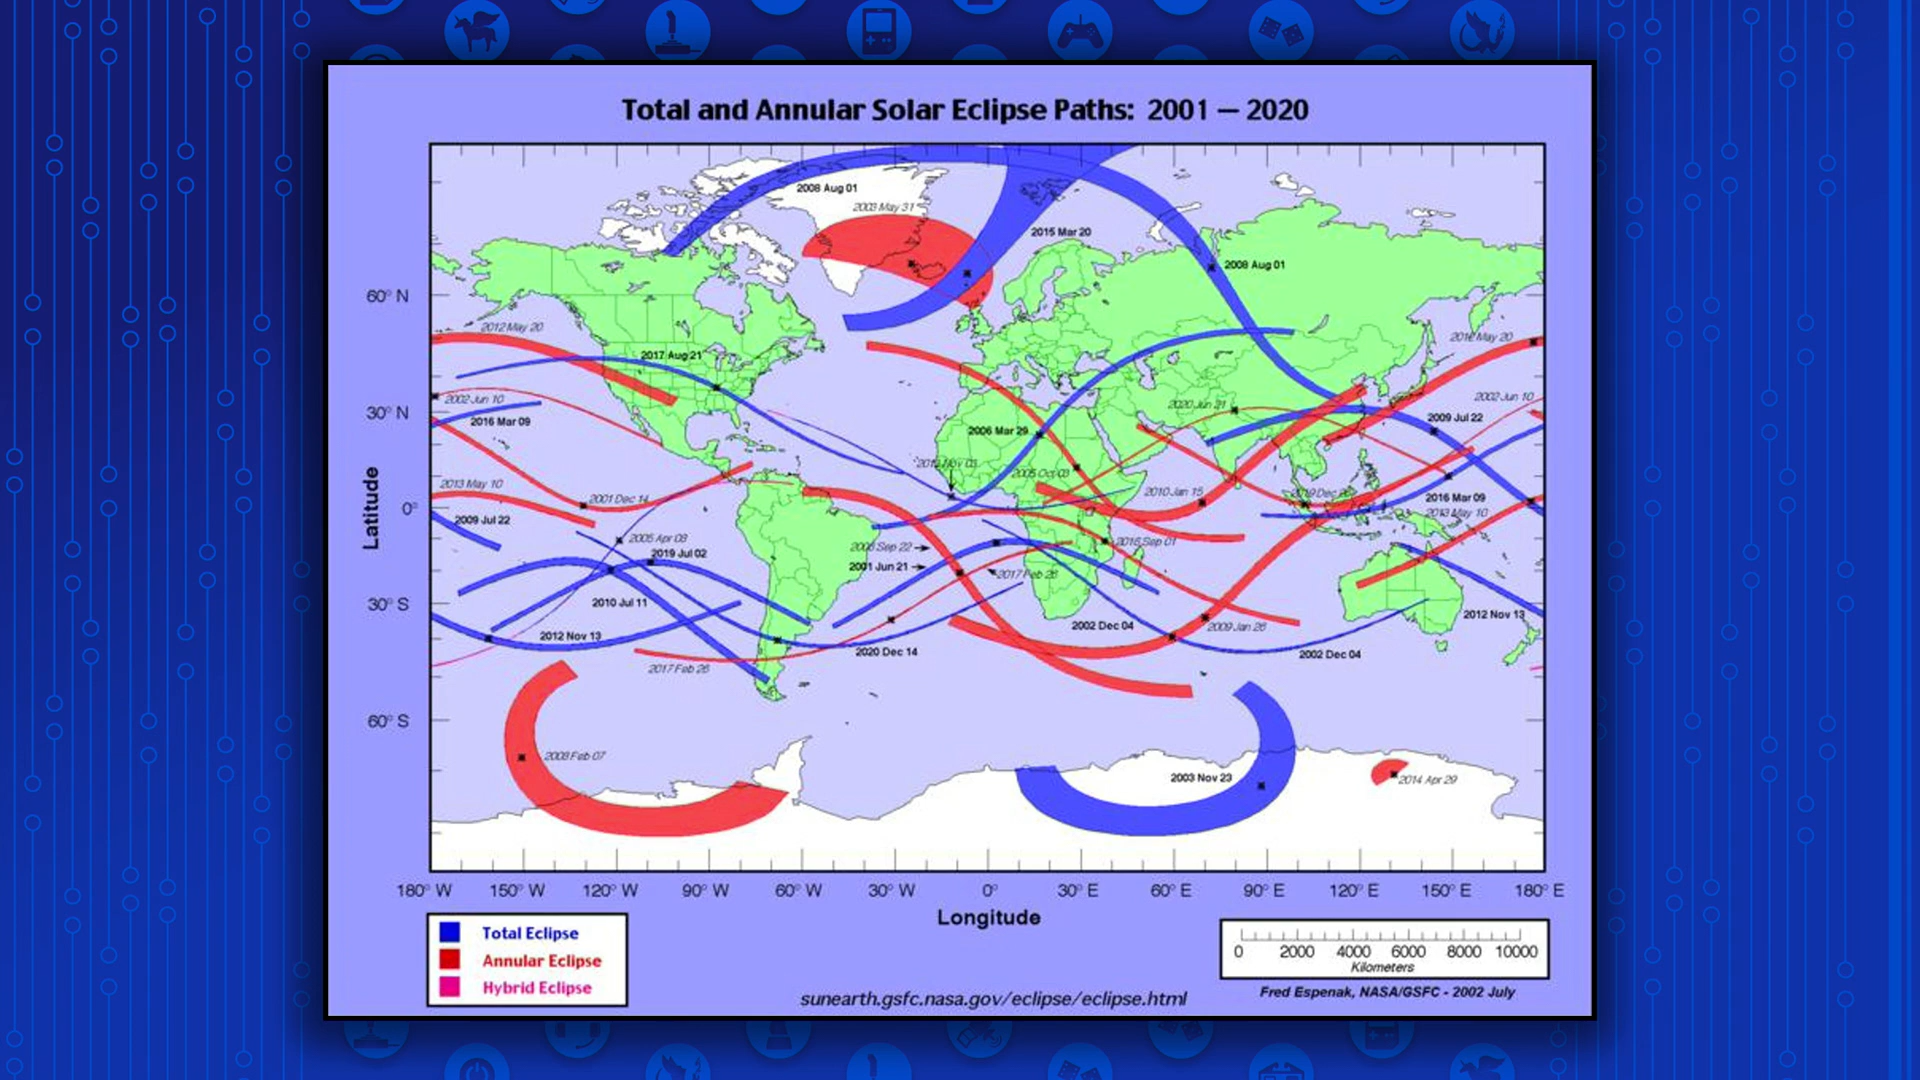 Total and Annular Solar Eclipse Paths: 2001 — 2020
2008 Aug 01
2003 May 31
2015 Mar 20
2008 Aug 01
60° N
2012 May 20
2012 May 20
2017 Aug 21
2002 Jun 10
2002 Jun 10
2020 Jun 21
30° N
2016 Mar 09
2009 Jul 22
2006 Mar 29
2013 Nov 03
2005 Oct 03
2013 May 10
2010 Jan 15
2001 Dec 14
2016 Mar 09
0°
2009 Jul 22
2013 May 10
2005 Apr 08
2016 Sep 01
2006 Sep 22
2019 Jul 02
2001 Jun 21
2017 Feb 26
30° S
2010 Jul 11
2012 Nov 13
2002 Dec 04
2009 Jan 26
2012 Nov 13
2020 Dec 14
2002 Dec 04
2017 Feb 26
60° S
2008 Feb 07
2003 Nov 23
2014 Apr 29
Latitude
180° W 150° W 120° W 90° W 60° W 30° W 0° 30° E 60° E 90° E 120° E 150° E 180° E
Longitude
Total Eclipse
Annular Eclipse
Hybrid Eclipse
0 2000 4000 6000 8000 10000
Kilometers
Fred Espenak, NASA/GSFC - 2002 July
sunearth.gsfc.nasa.gov/eclipse/eclipse.html